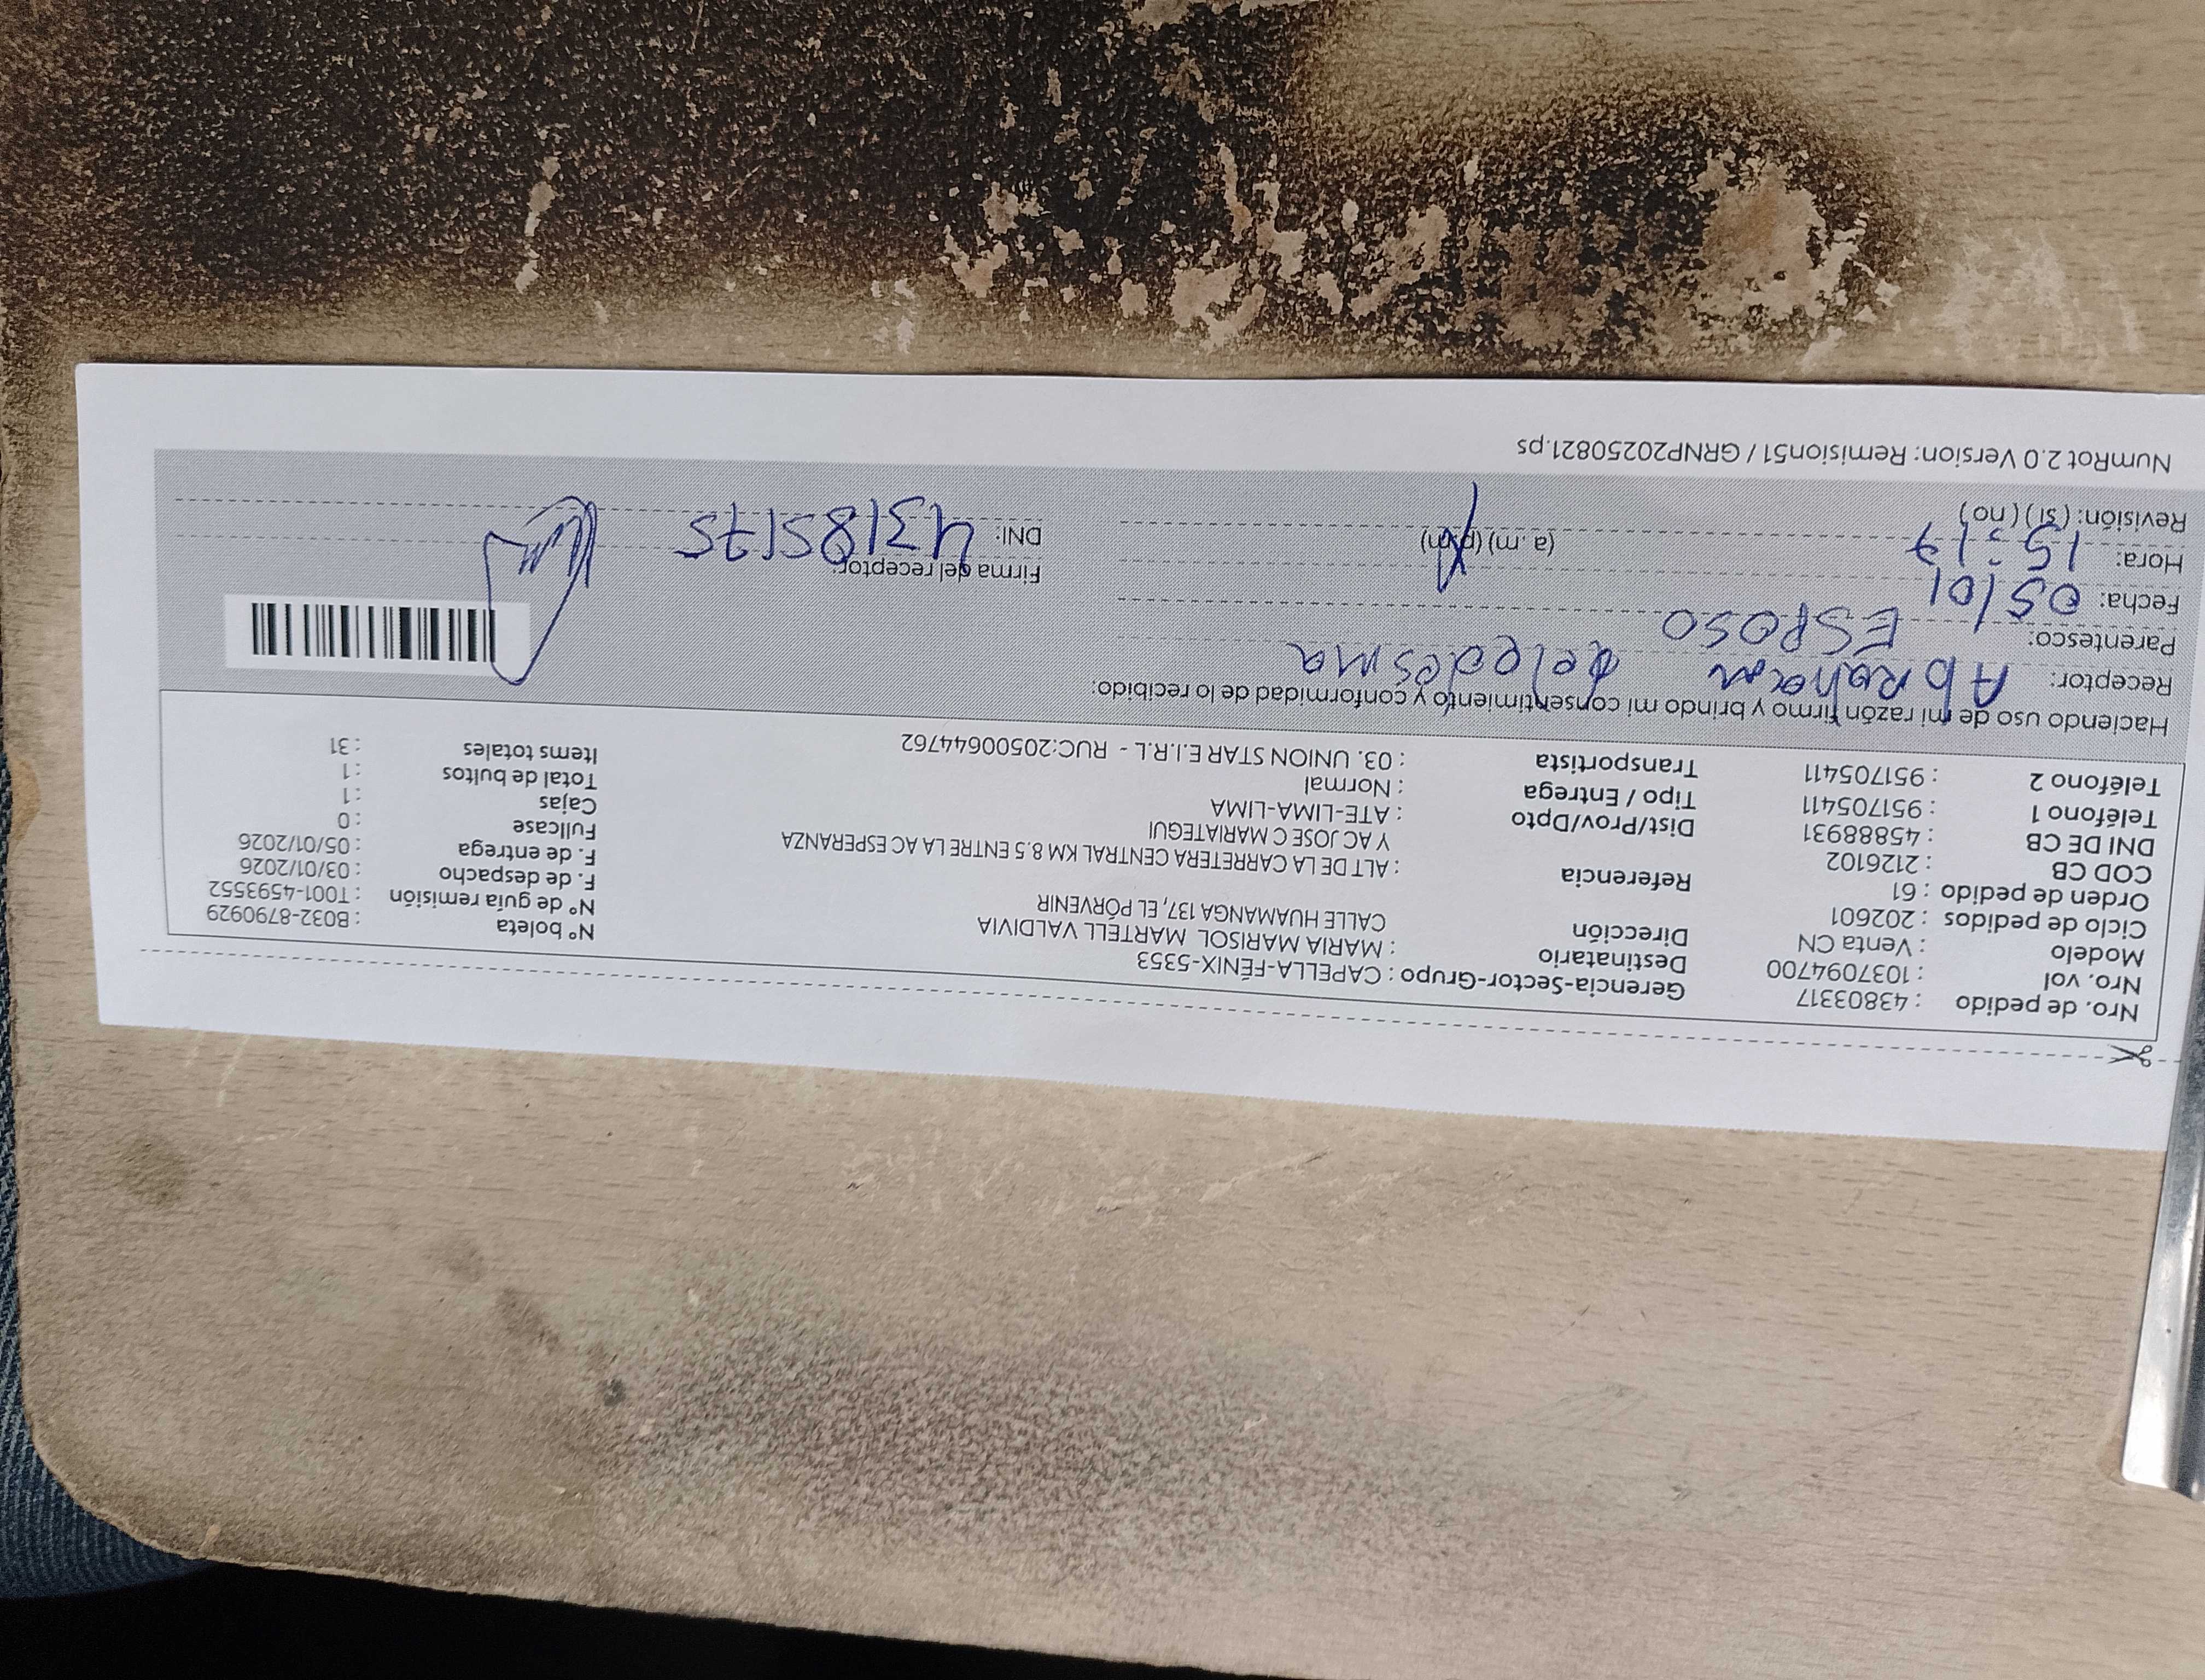 Nro. de pedido : 43803317 Gerencia-Sector-Grupo : CAPELLA-FÉNIX-5353 Nº boleta : B032-8790929
Nro. vol : 1037094700 Destinatario : MARIA MARISOL MARTELL VALDIVIA Nº de guía remisión : T001-4593552
Modelo : Venta CN Dirección CALLE HUAMANGA 137, EL PÓRVENIR F. de despacho : 03/01/2026
Ciclo de pedidos : 202601 F. de entrega : 05/01/2026
Orden de pedido : 61 Referencia : ALT DE LA CARRETERA CENTRAL KM 8.5 ENTRE LA AC ESPERANZA Fullcase : 0
COD CB : 2126102 Y AC JOSE C MARIATEGUI Cajas : 1
DNI DE CB : 45888931 Dist/Prov/Dpto : ATE-LIMA-LIMA Total de bultos : 1
Teléfono 1 : 951705411 Tipo / Entrega : Normal Items totales : 31
Teléfono 2 : 951705411 Transportista : 03. UNION STAR E.I.R.L - RUC:20500644762
Haciendo uso de mi razón firmo y brindo mi consentimiento y conformidad de lo recibido:
Receptor: Abraham
Parentesco: ESPOSO
Fecha: 05/01
Hora: 15:17 (a. m) (p.m)
Revisión: (si) (no)
Firma del receptor:
DNI: 43185175
NumRot 2.0 Version: Remision51 / GRNP20250821.ps